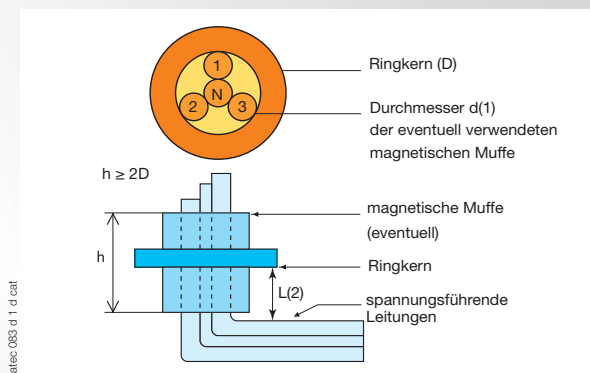 1
N
2
3
Ringkern (D)
Durchmesser d(1)
der eventuell verwendeten
magnetischen Muffe
h ≥ 2D
magnetische Muffe
(eventuell)
h
Ringkern
L(2)
spannungsführende
Leitungen
atec 083 d 1 d cat